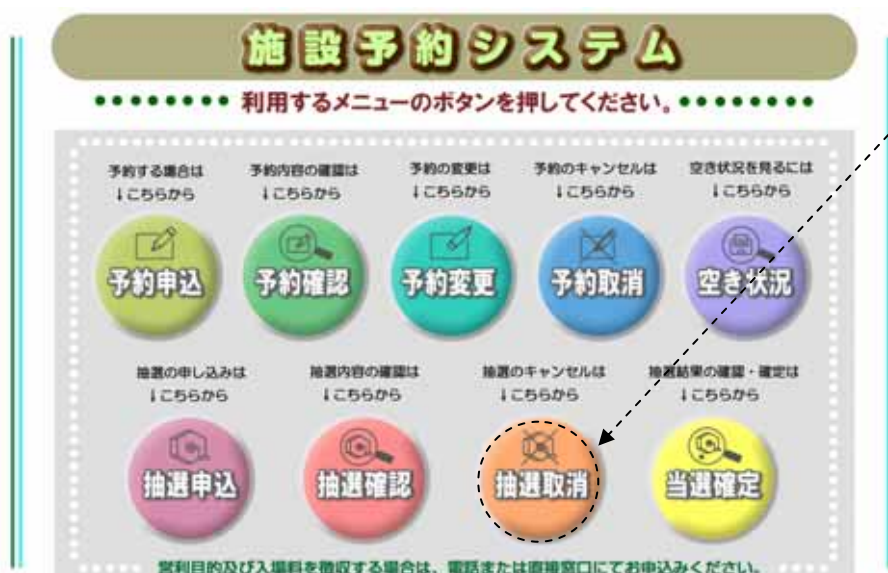 施設予約システム
利用するメニューのボタンを押してください。
予約する場合は 予約内容の確認は 予約の変更は 予約のキャンセルは 空き状況を見るには
↓こちらから ↓こちらから ↓こちらから ↓こちらから ↓こちらから
予約申込 予約確認 予約変更 予約取消 空き状況
抽選の申し込みは 抽選内容の確認は 抽選のキャンセルは 抽選結果の確認・確定は
↓こちらから ↓こちらから ↓こちらから ↓こちらから
抽選申込 抽選確認 抽選取消 当選確定
営利目的及び入場料を徴収する場合は、電話または直接窓口にてお申込みください。